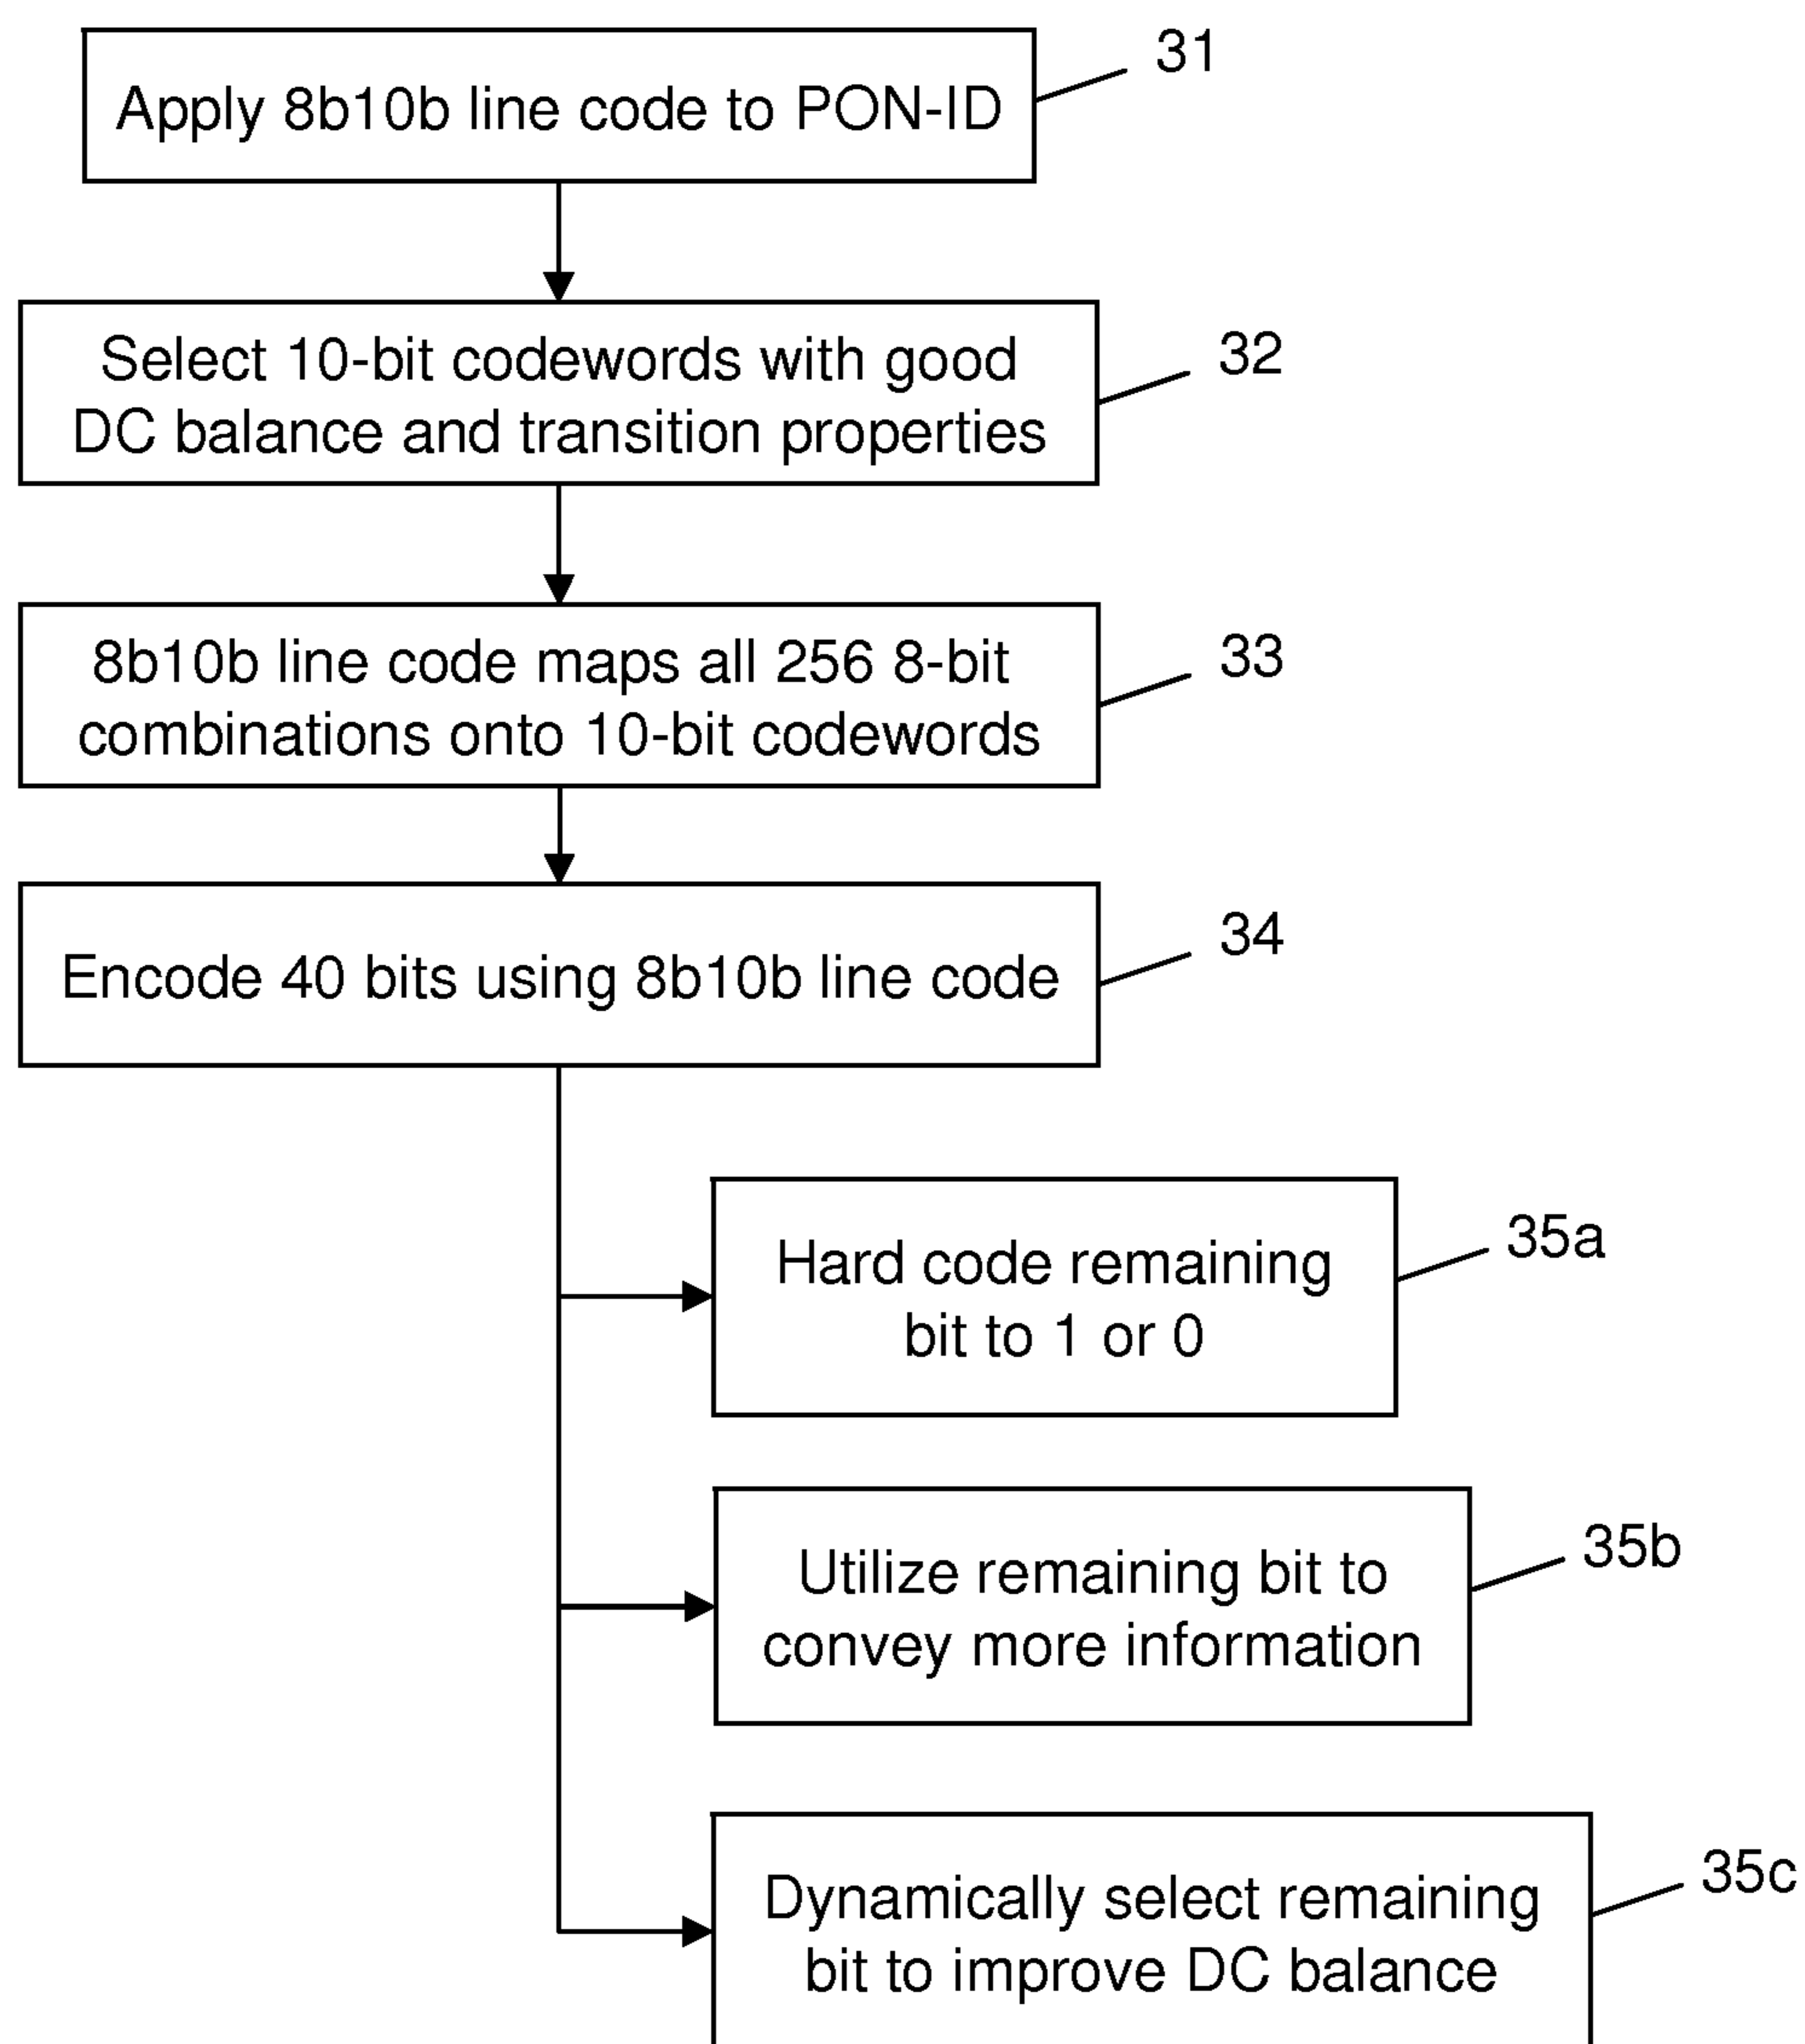 Apply 8b10b line code to PON-ID
31
Select 10-bit codewords with good
DC balance and transition properties
32
8b10b line code maps all 256 8-bit
combinations onto 10-bit codewords
33
Encode 40 bits using 8b10b line code
34
Hard code remaining
bit to 1 or 0
35a
Utilize remaining bit to
convey more information
35b
Dynamically select remaining
bit to improve DC balance
35c